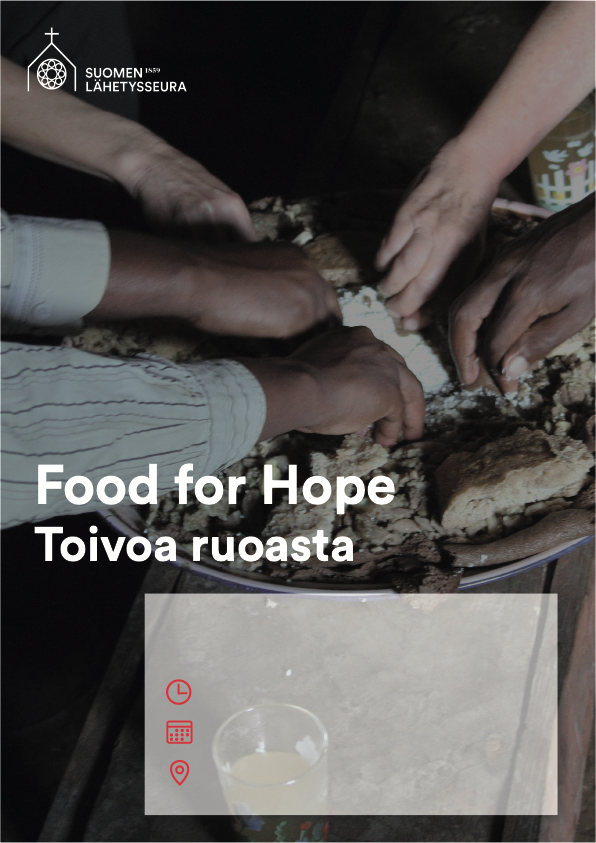 SUOMEN 1859
LÄHETYSSEURA
Food for Hope
Toivoa ruoasta